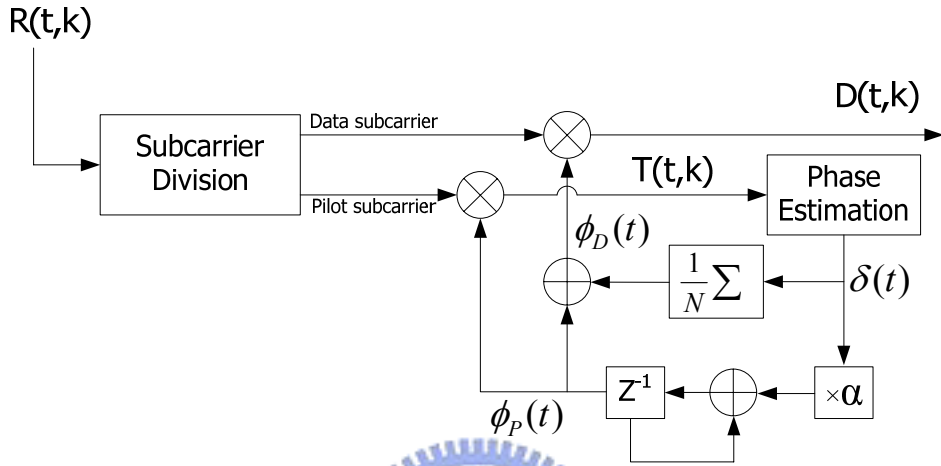 R(t,k)
Subcarrier
Division
Data subcarrier
Pilot subcarrier
D(t,k)
T(t,k)
Phase
Estimation
ϕ_D(t)
1/N ∑
δ(t)
×α
Z⁻¹
ϕ_P(t)